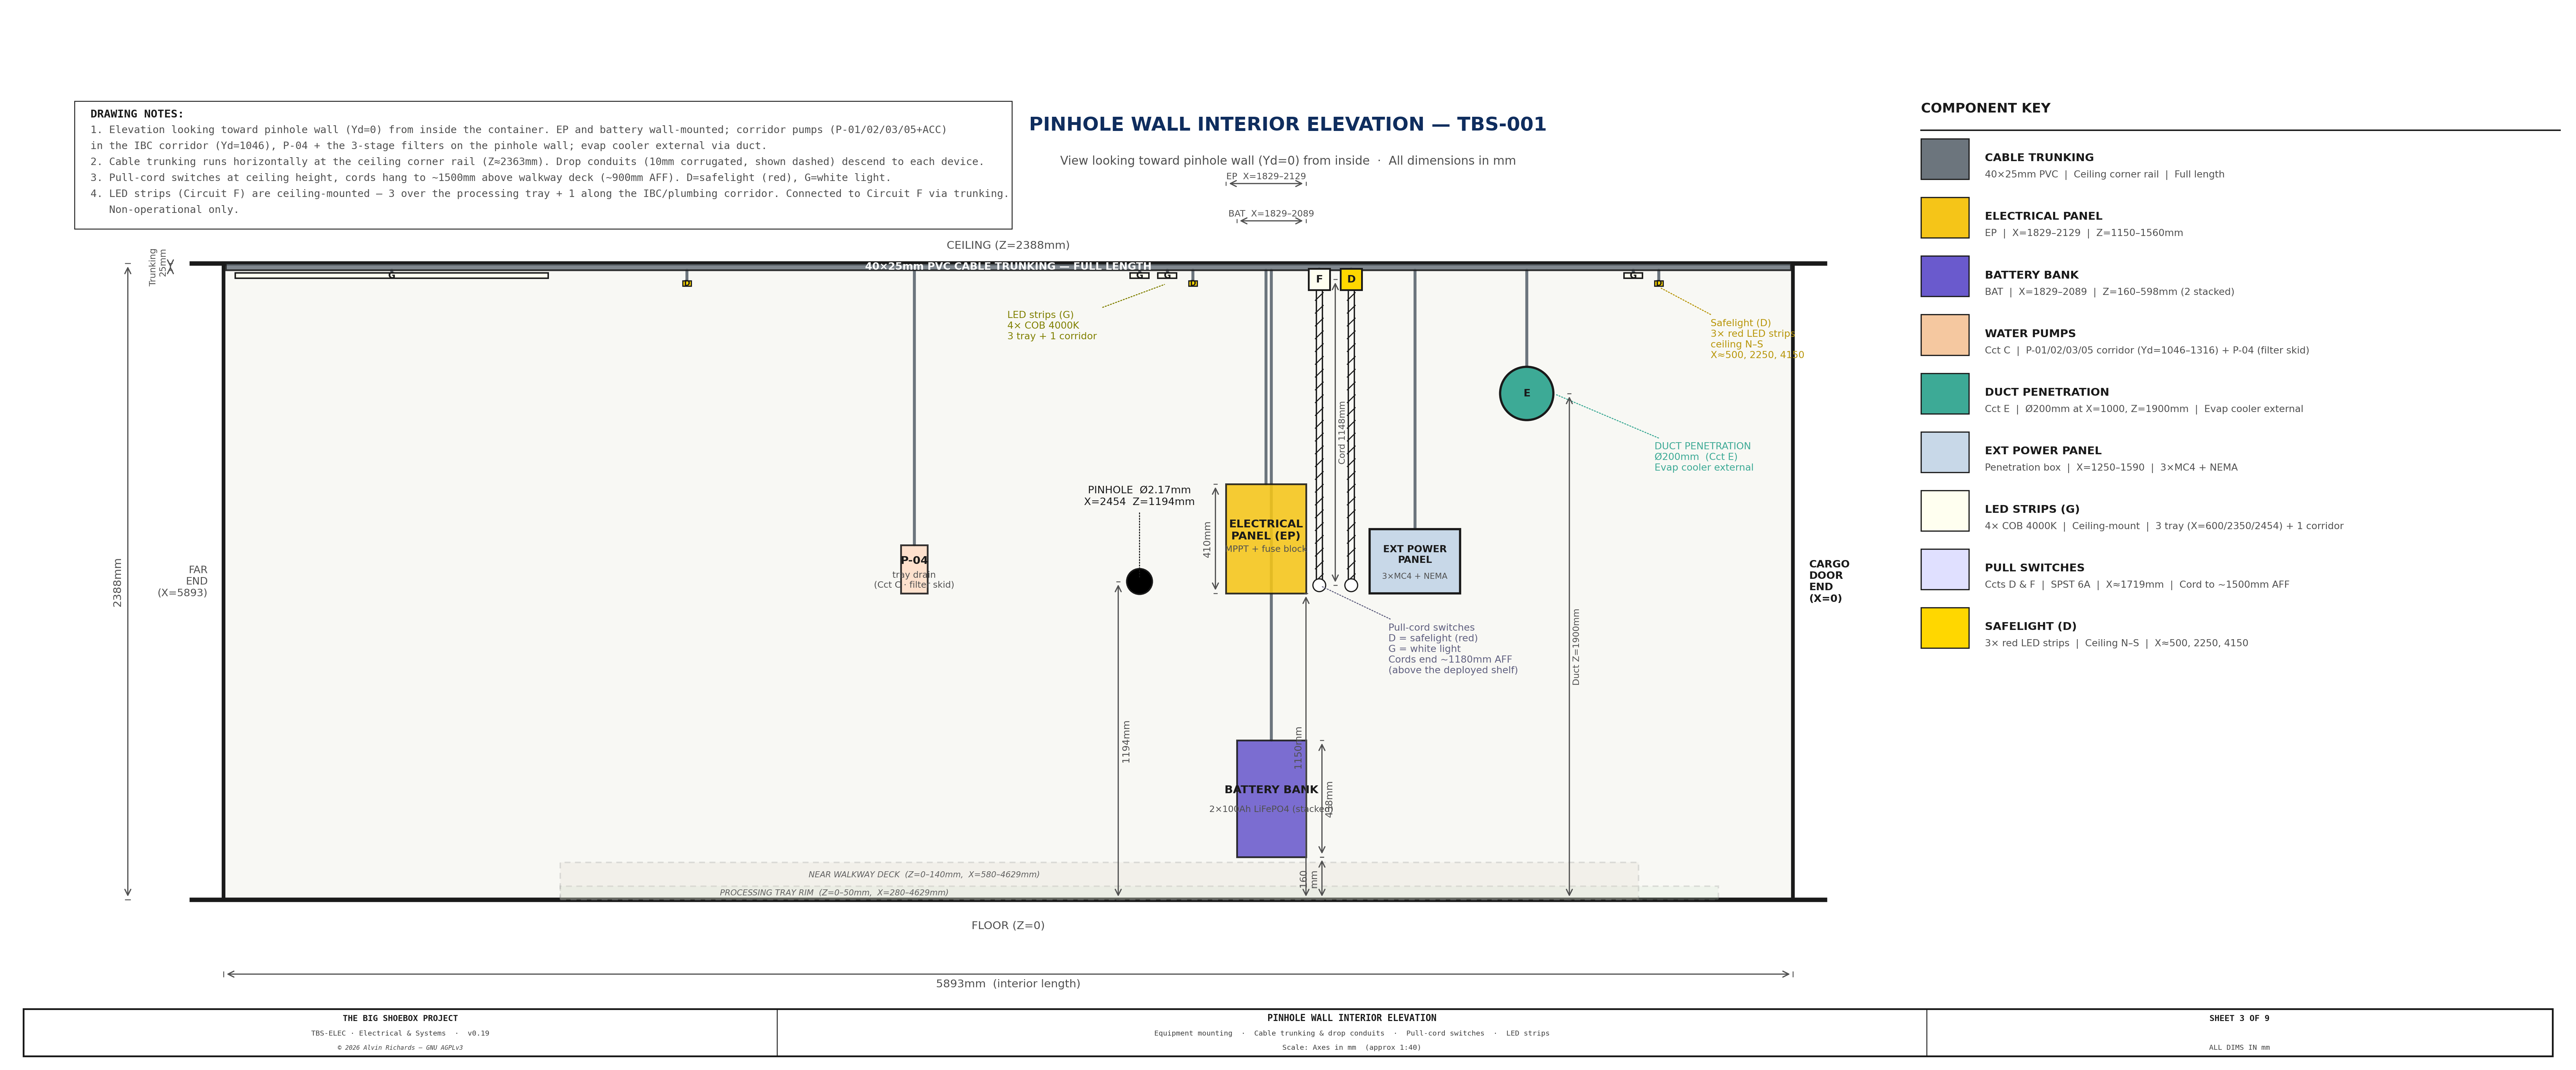 DRAWING NOTES:
1. Elevation looking toward pinhole wall (Yd=0) from inside the container. EP and battery wall-mounted; corridor pumps (P-01/02/03/05+ACC)
in the IBC corridor (Yd=1046), P-04 + the 3-stage filters on the pinhole wall; evap cooler external via duct.
2. Cable trunking runs horizontally at the ceiling corner rail (Z≈2363mm). Drop conduits (10mm corrugated, shown dashed) descend to each device.
3. Pull-cord switches at ceiling height, cords hang to ~1500mm above walkway deck (~900mm AFF). D=safelight (red), G=white light.
4. LED strips (Circuit F) are ceiling-mounted — 3 over the processing tray + 1 along the IBC/plumbing corridor. Connected to Circuit F via trunking.
Non-operational only.
PINHOLE WALL INTERIOR ELEVATION — TBS-001
View looking toward pinhole wall (Yd=0) from inside · All dimensions in mm
EP X=1829–2129
BAT X=1829–2089
CEILING (Z=2388mm)
Trunking
25mm
40×25mm PVC CABLE TRUNKING — FULL LENGTH
G
D
G
G
D
F
D
G
D
LED strips (G)
4× COB 4000K
3 tray + 1 corridor
Safelight (D)
3× red LED strips
ceiling N–S
X≈500, 2250, 4150
E
Cord 1148mm
DUCT PENETRATION
Ø200mm (Cct E)
Evap cooler external
PINHOLE Ø2.17mm
X=2454 Z=1194mm
410mm
ELECTRICAL
PANEL (EP)
MPPT + fuse block
EXT POWER
PANEL
3×MC4 + NEMA
P-04
tray drain
(Cct C · filter skid)
2388mm
FAR
END
(X=5893)
CARGO
DOOR
END
(X=0)
Pull-cord switches
D = safelight (red)
G = white light
Cords end ~1180mm AFF
(above the deployed shelf)
Duct Z=1900mm
1194mm
1150mm
BATTERY BANK
2×100Ah LiFePO4 (stacked)
438mm
160
mm
NEAR WALKWAY DECK (Z=0–140mm, X=580–4629mm)
PROCESSING TRAY RIM (Z=0–50mm, X=280–4629mm)
FLOOR (Z=0)
5893mm (interior length)
COMPONENT KEY
CABLE TRUNKING
40×25mm PVC | Ceiling corner rail | Full length
ELECTRICAL PANEL
EP | X=1829–2129 | Z=1150–1560mm
BATTERY BANK
BAT | X=1829–2089 | Z=160–598mm (2 stacked)
WATER PUMPS
Cct C | P-01/02/03/05 corridor (Yd=1046–1316) + P-04 (filter skid)
DUCT PENETRATION
Cct E | Ø200mm at X=1000, Z=1900mm | Evap cooler external
EXT POWER PANEL
Penetration box | X=1250–1590 | 3×MC4 + NEMA
LED STRIPS (G)
4× COB 4000K | Ceiling-mount | 3 tray (X=600/2350/2454) + 1 corridor
PULL SWITCHES
Ccts D & F | SPST 6A | X≈1719mm | Cord to ~1500mm AFF
SAFELIGHT (D)
3× red LED strips | Ceiling N–S | X≈500, 2250, 4150
THE BIG SHOEBOX PROJECT
TBS-ELEC · Electrical & Systems · v0.19
© 2026 Alvin Richards — GNU AGPLv3
PINHOLE WALL INTERIOR ELEVATION
Equipment mounting · Cable trunking & drop conduits · Pull-cord switches · LED strips
Scale: Axes in mm (approx 1:40)
SHEET 3 OF 9
ALL DIMS IN mm